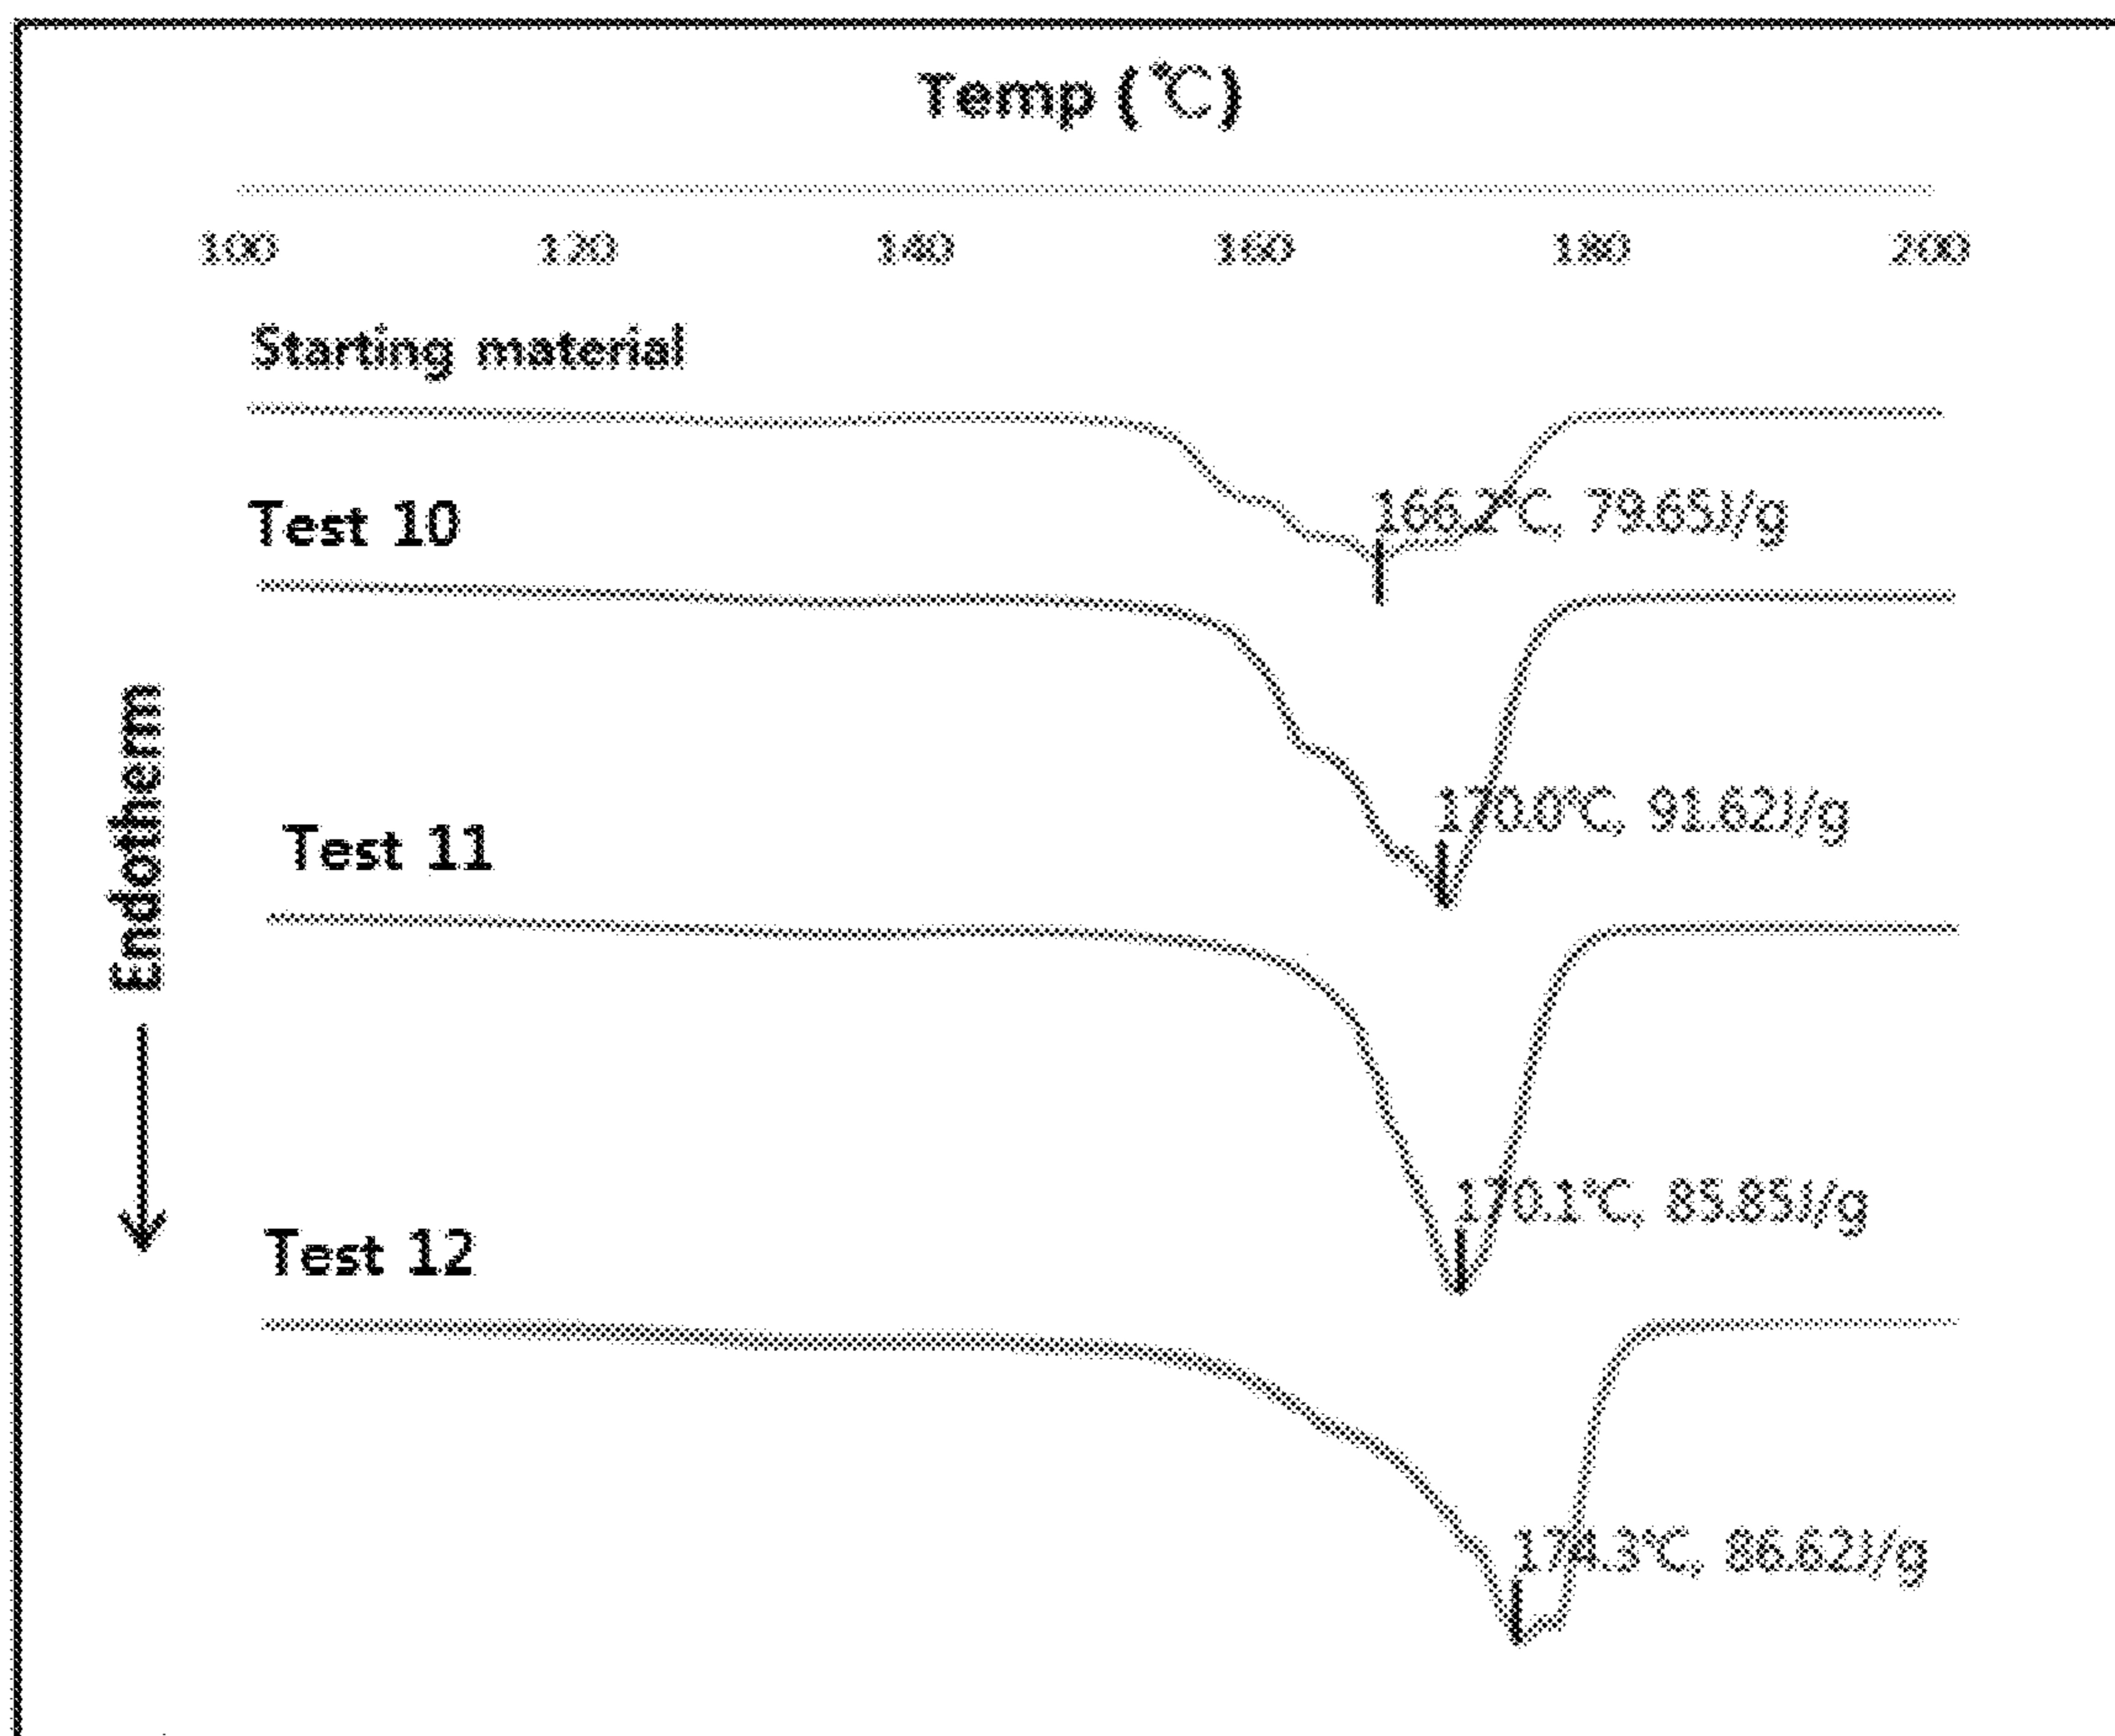 Temp (℃)
100 120 140 160 180 200
Starting material
166.2℃, 79.65J/g
Test 10
170.0℃, 91.62J/g
Test 11
170.1℃, 85.85J/g
Test 12
174.3℃, 86.62J/g
Endotherm